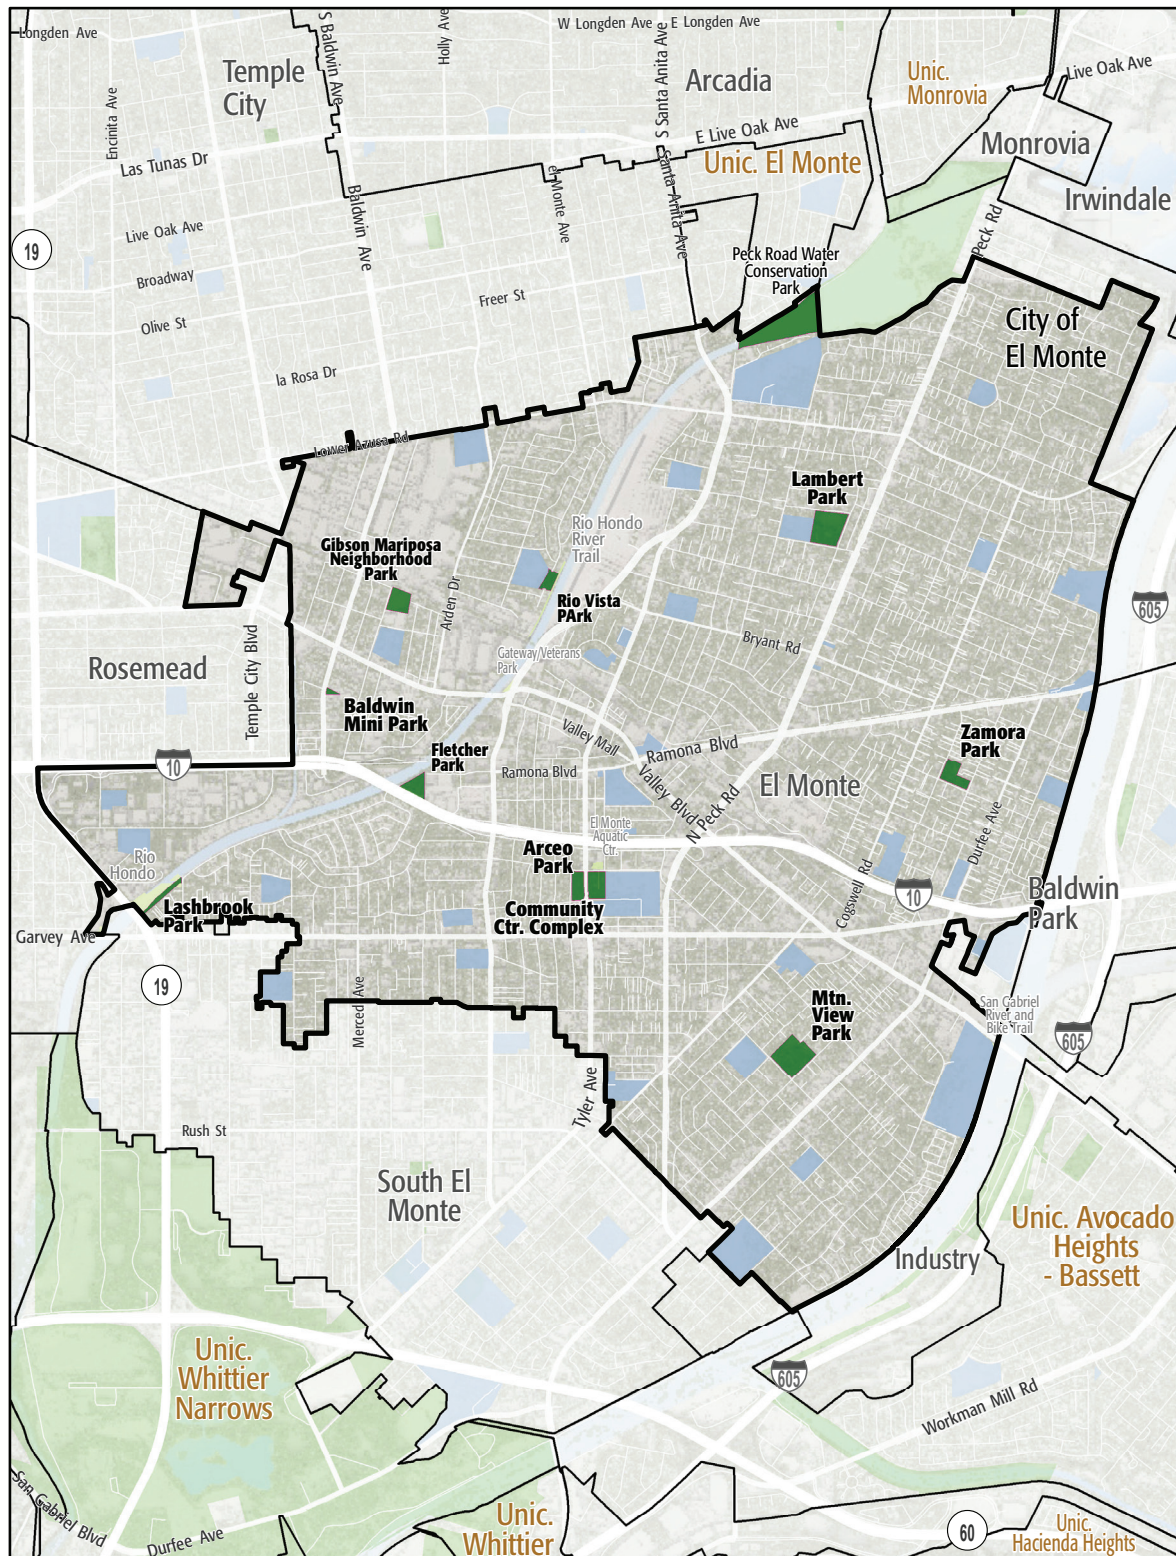 Longden Ave
S Baldwin Ave
Holly Ave
W Longden Ave
E Longden Ave
S Santa Anita Ave
Temple
City
Arcadia
Unic.
Monrovia
Live Oak Ave
Encinita Ave
E Live Oak Ave
Monrovia
Las Tunas Dr
Unic. El Monte
el Monte Ave
Santa Anita Ave
Irwindale
Baldwin Ave
Live Oak Ave
Peck Rd
19
Broadway
Peck Road Water
Conservation
Park
Freer St
Olive St
City of
El Monte
la Rosa Dr
Lower Azusa Rd
Lambert
Park
Rio Hondo
River
Trail
Gibson Mariposa
Neighborhood
Park
Arden Dr
Rio Vista
PArk
605
Bryant Rd
Temple City Blvd
Rosemead
Gateway/Veterans
Park
Baldwin
Mini Park
Valley Mall
Zamora
Park
Fletcher
Park
Ramona Blvd
10
Ramona Blvd
Valley Blvd
El Monte
N Peck Rd
El Monte
Aquatic
Ctr.
Durfee Ave
Arceo
Park
Rio
Hondo
Cogswell Rd
10
Baldwin
Park
Lashbrook
Park
Community
Ctr. Complex
Garvey Ave
19
Merced Ave
Mtn.
View
Park
San Gabriel
River and
Bike Trail
605
Tyler Ave
Rush St
South El
Monte
Unic. Avocado
Heights
- Bassett
Industry
Unic.
Whittier
Narrows
605
Workman Mill Rd
San Gabriel Blvd
Durfee Ave
Unic.
Whittier
60
Unic.
Hacienda Heights